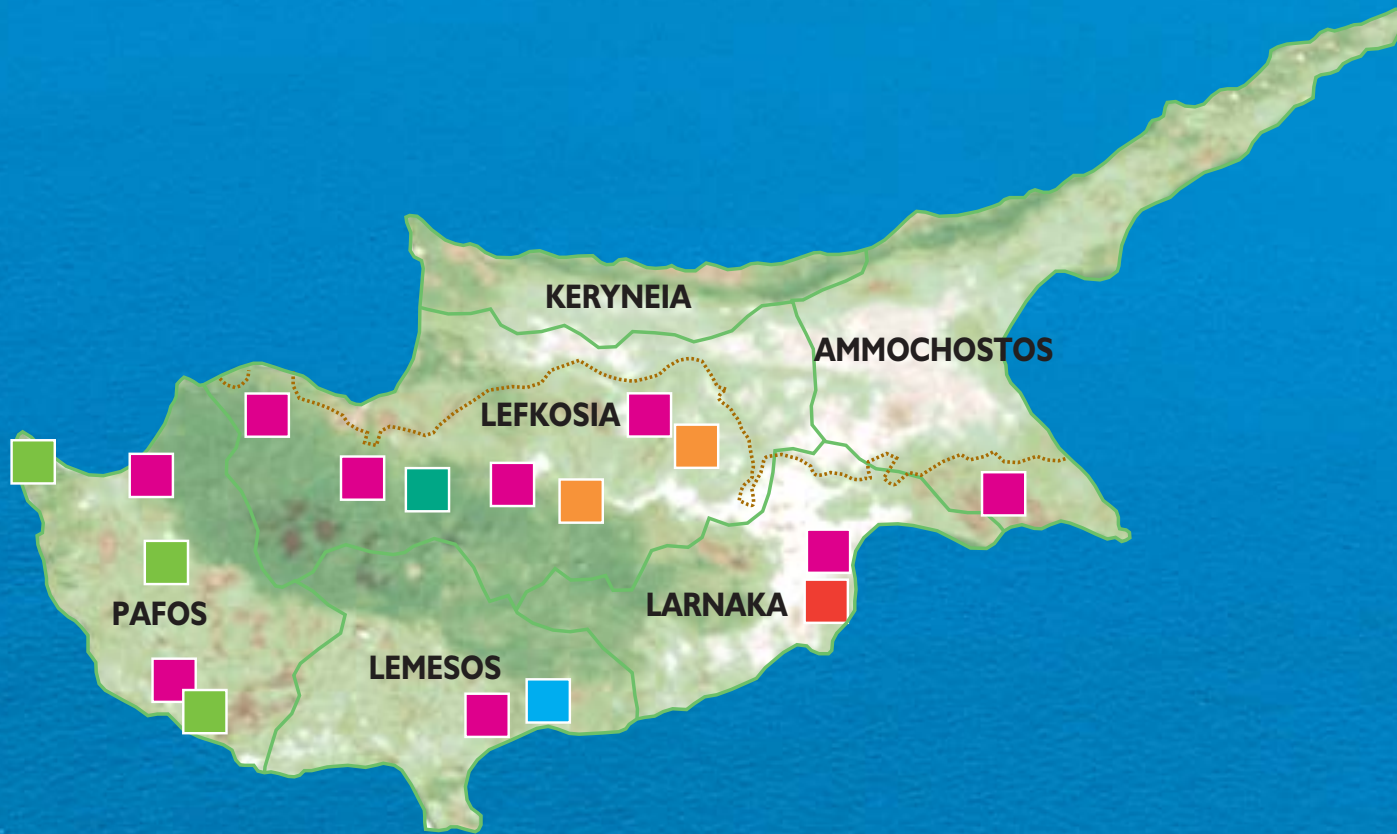 KERYNEIA
AMMOCHOSTOS
LEFKOSIA
LARNAKA
PAFOS
LEMESOS